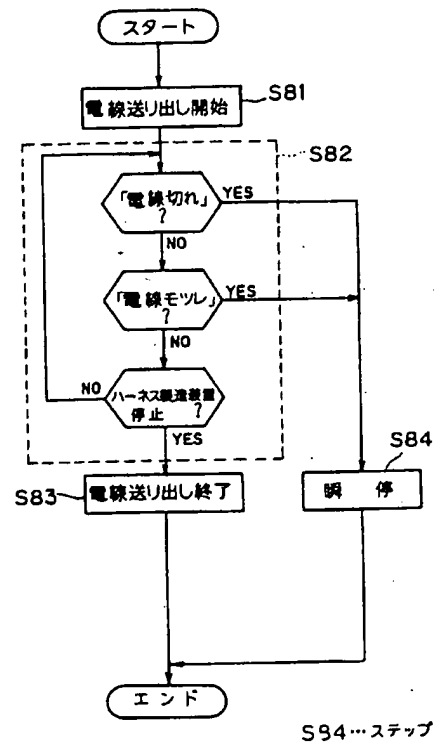 スタート
電線送り出し開始
S81
S82
「電線切れ」
?
YES
NO
「電線モツレ」
?
YES
NO
ハーネス製造装置
停止 ?
NO
YES
S83
電線送り出し終了
S84
瞬 停
エンド
S84…ステップ